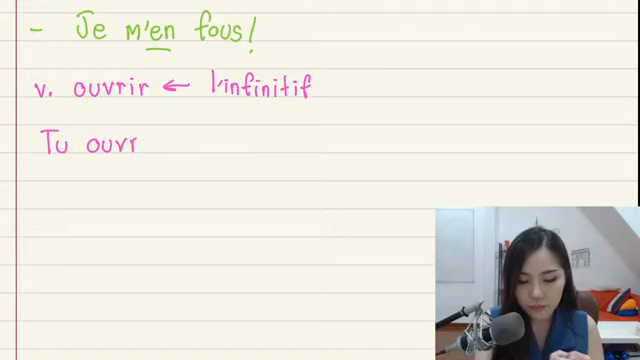 - Je m'en fous!
v. ouvrir ← l'infinitif
Tu ouvr